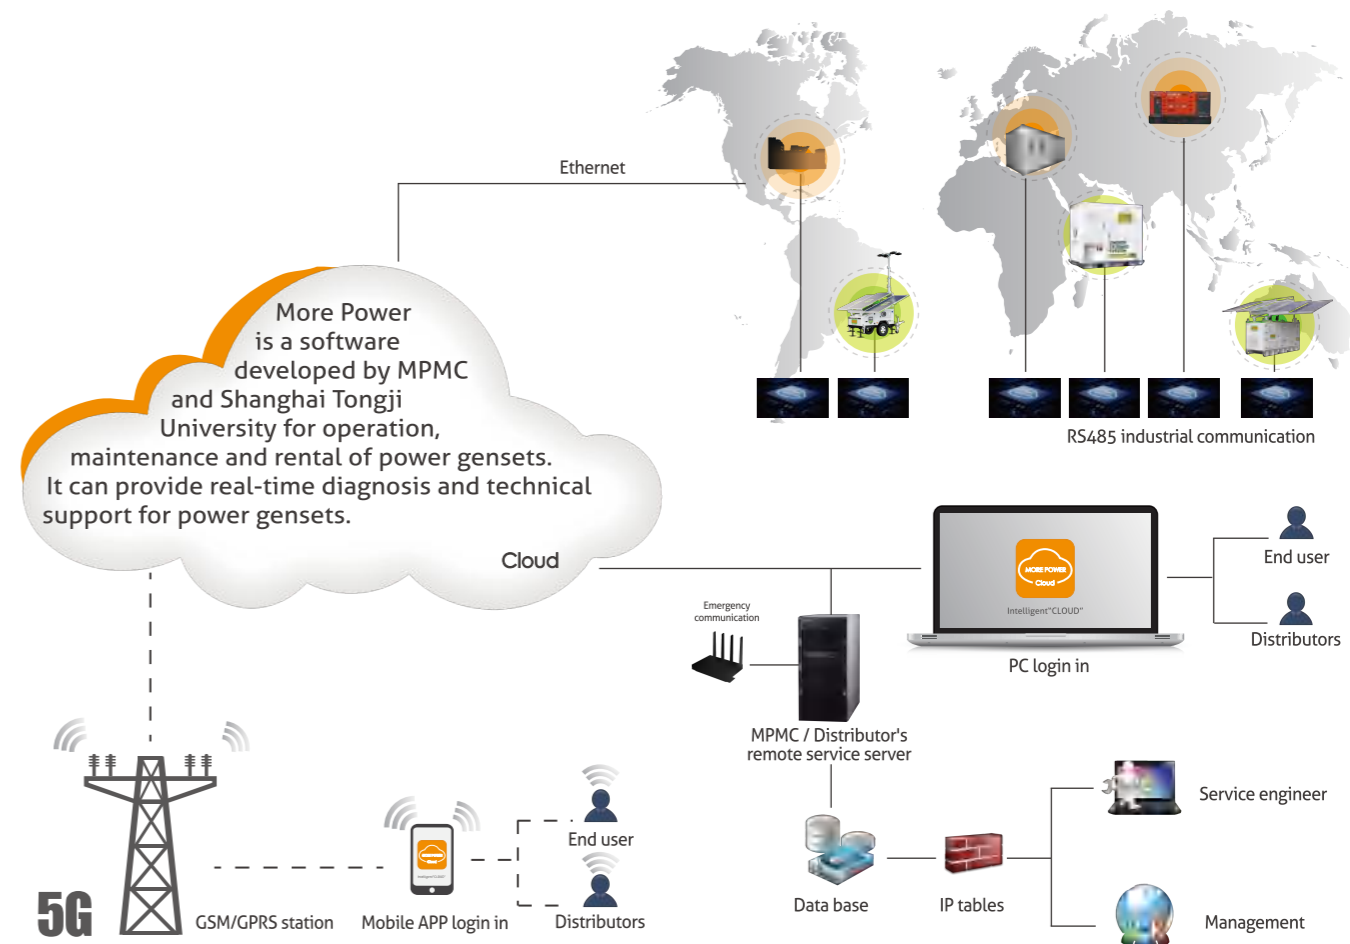 Ethernet
More Power
is a software
developed by MPMC
and Shanghai Tongji
University for operation,
maintenance and rental of power gensets.
It can provide real-time diagnosis and technical
support for power gensets.
Cloud
RS485 industrial communication
MORE POWER
Cloud
Intelligent"CLOUD"
PC login in
End user
Distributors
Emergency
communication
MPMC / Distributor's
remote service server
Data base
IP tables
Service engineer
Management
5G
GSM/GPRS station
Mobile APP login in
Intelligent"CLOUD"
End user
Distributors